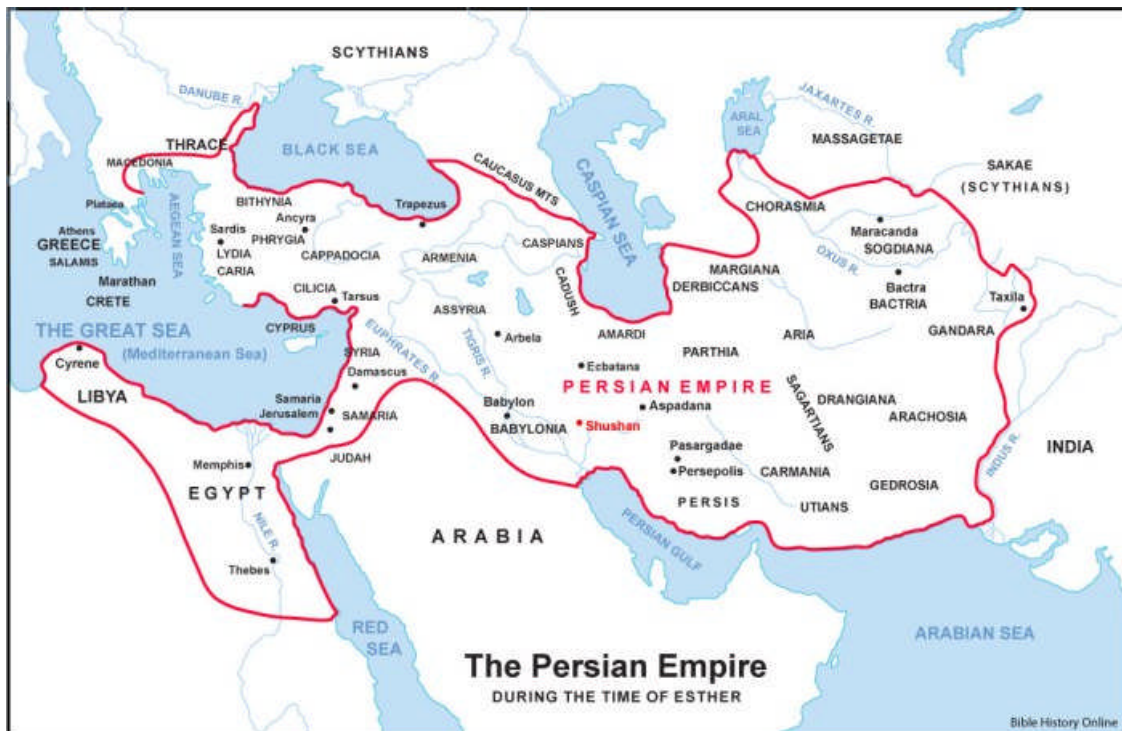 SCYTHIANS
DANUBE R.
JAXARTES R.
ARAL
SEA
MASSAGETAE
THRACE
BLACK SEA
MACEDONIA
CAUCASUS MTS
CASPIAN SEA
SAKAE
(SCYTHIANS)
AEGEAN SEA
Plataea
BITHYNIA
Trapezus
CHORASMIA
Athens
GREECE
SALAMIS
Sardis
LYDIA
CARIA
Ancyra
PHRYGIA
CAPPADOCIA
ARMENIA
CASPIANS
Maracanda
SOGDIANA
OXUS R.
Marathan
CRETE
CILICIA
Tarsus
CADUSH
MARGIANA
DERBICCANS
Bactra
BACTRIA
Taxila
THE GREAT SEA
(Mediterranean Sea)
CYPRUS
ASSYRIA
Arbela
TIGRIS R.
EUPHRATES R.
AMARDI
ARIA
GANDARA
Cyrene
LIBYA
SYRIA
Damascus
Ecbatana
PARTHIA
PERSIAN EMPIRE
SAGARTIANS
DRANGIANA
ARACHOSIA
Samaria
Jerusalem
SAMARIA
Babylon
BABYLONIA
Shushan
Aspadana
JUDAH
Memphis
EGYPT
Pasargadae
Persepolis
CARMANIA
GEDROSIA
INDUS R.
INDIA
NILE R.
PERSIS
UTIANS
ARABIA
PERSIAN GULF
Thebes
RED
SEA
ARABIAN SEA
The Persian Empire
DURING THE TIME OF ESTHER
Bible History Online